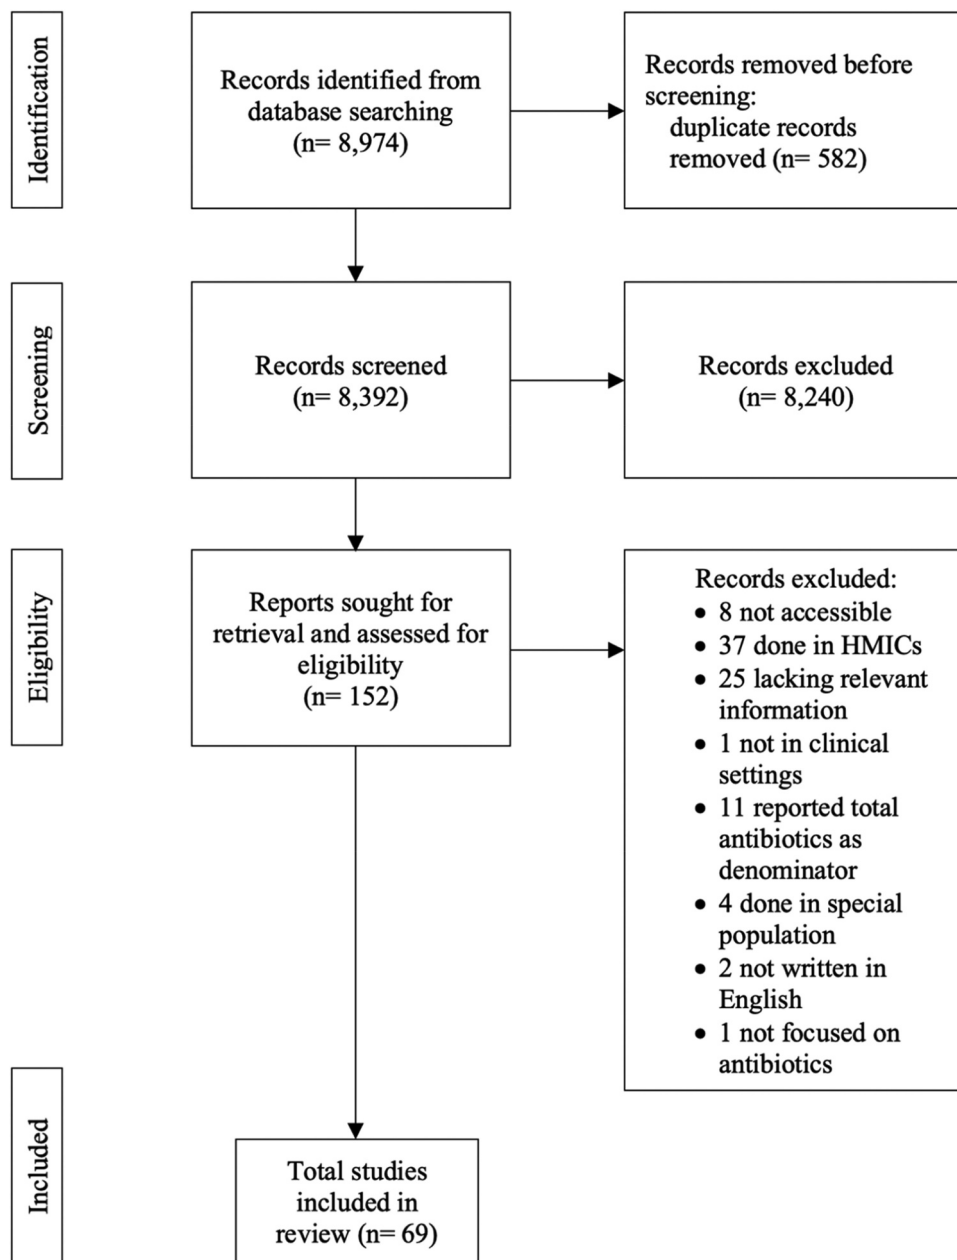 Identification
Records identified from
database searching
(n= 8,974)
Records removed before
screening:
duplicate records
removed (n= 582)
Screening
Records screened
(n= 8,392)
Records excluded
(n= 8,240)
Eligibility
Reports sought for
retrieval and assessed for
eligibility
(n= 152)
Records excluded:
• 8 not accessible
• 37 done in HMICs
• 25 lacking relevant
information
• 1 not in clinical
settings
• 11 reported total
antibiotics as
denominator
• 4 done in special
population
• 2 not written in
English
• 1 not focused on
antibiotics
Included
Total studies
included in
review (n= 69)